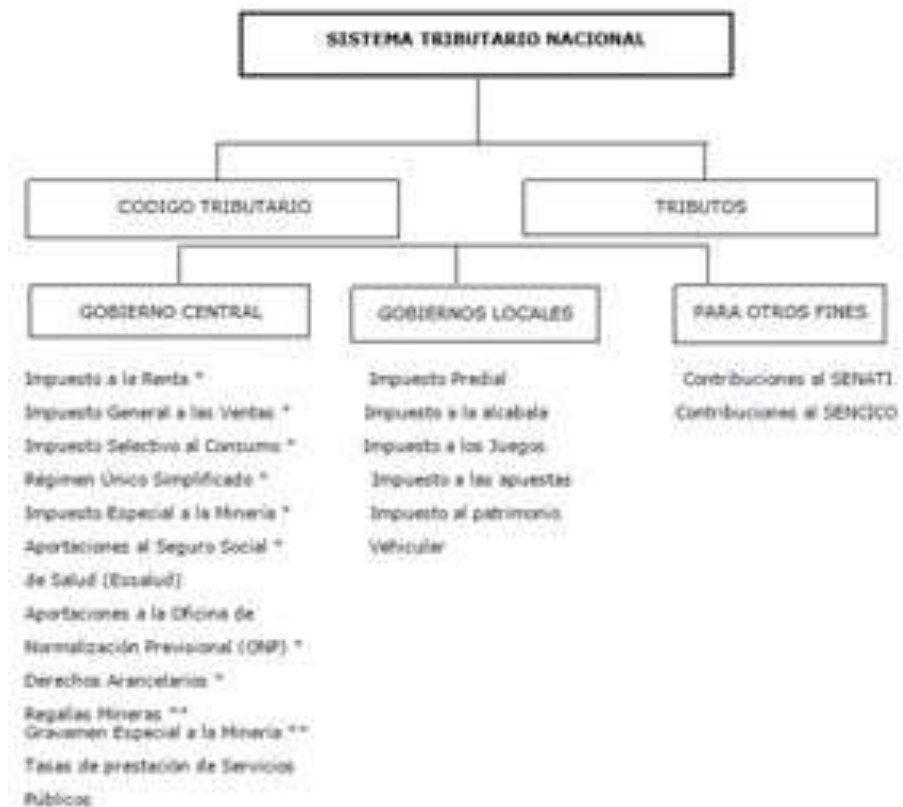 SISTEMA TRIBUTARIO NACIONAL
CODIGO TRIBUTARIO
TRIBUTOS
GOBIERNO CENTRAL
GOBIERNOS LOCALES
PARA OTROS FINES
Impuesto a la Renta *
Impuesto General a las Ventas *
Impuesto Selectivo al Consumo *
Régimen Único Simplificado *
Impuesto Especial a la Minería *
Aportaciones al Seguro Social *
de Salud (Essalud)
Aportaciones a la Oficina de
Normalización Previsional (ONP) *
Derechos Arancelarios *
Regalías Mineras **
Gravamen Especial a la Minería **
Tasas de prestación de Servicios
Públicos
Impuesto Predial
Impuesto a la alcabala
Impuesto a los Juegos
Impuesto a las apuestas
Impuesto al patrimonio
Vehicular
Contribuciones al SENATI
Contribuciones al SENCICO